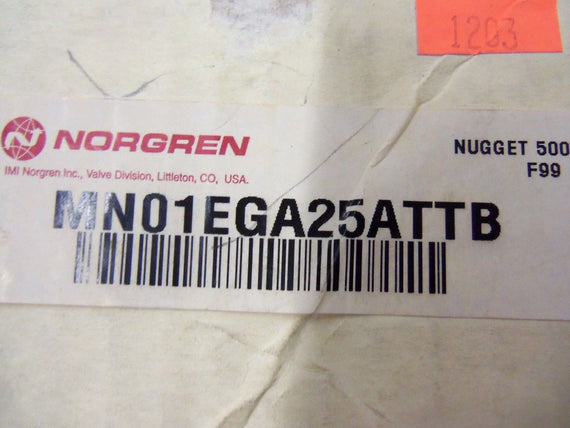 1203
NORGREN
IMI Norgren Inc., Valve Division, Littleton, CO, USA.
NUGGET 500
F99
MN01EGA25ATTB